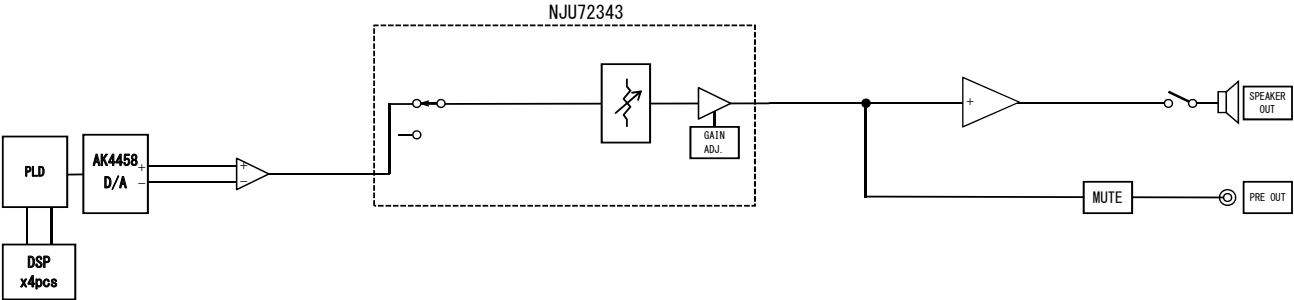 NJU72343
GAIN
ADJ.
+
SPEAKER
OUT
PLD
AK4458
D/A
+
−
+
−
MUTE
PRE OUT
DSP
x4pcs